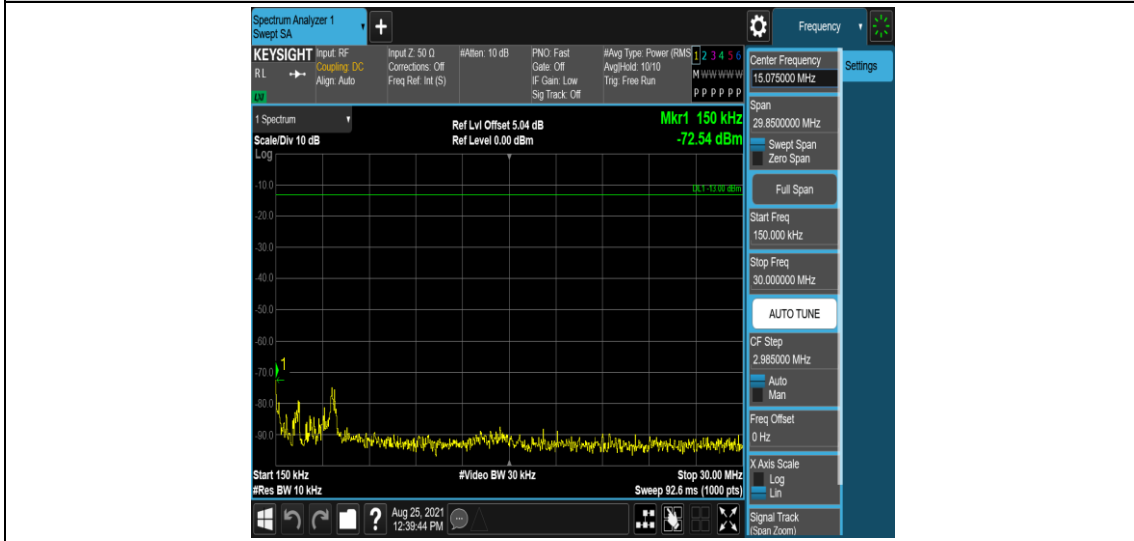 Spectrum Analyzer 1
Swept SA
+
Frequency
KEYSIGHT
RL
Input: RF
Coupling: DC
Align: Auto
Input Z: 50 Ω
Corrections: Off
Freq Ref: Int (S)
#Atten: 10 dB
PNO: Fast
Gate: Off
IF Gain: Low
Sig Track: Off
#Avg Type: Power (RMS
Avg|Hold: 10/10
Trig: Free Run
1 2 3 4 5 6
M W W W W W
P P P P P P
Center Frequency
15.075000 MHz
Settings
Span
29.8500000 MHz
Swept Span
Zero Span
Full Span
Start Freq
150.000 kHz
Stop Freq
30.000000 MHz
AUTO TUNE
CF Step
2.985000 MHz
Auto
Man
Freq Offset
0 Hz
X Axis Scale
Log
Lin
Signal Track
(Span Zoom)
1 Spectrum
Scale/Div 10 dB
Log
Ref Lvl Offset 5.04 dB
Ref Level 0.00 dBm
Mkr1 150 kHz
-72.54 dBm
DL1 -13.00 dBm
-10.0
-20.0
-30.0
-40.0
-50.0
-60.0
-70.0
-80.0
-90.0
1
Start 150 kHz
#Res BW 10 kHz
#Video BW 30 kHz
Stop 30.00 MHz
Sweep 92.6 ms (1000 pts)
?
Aug 25, 2021
12:39:44 PM